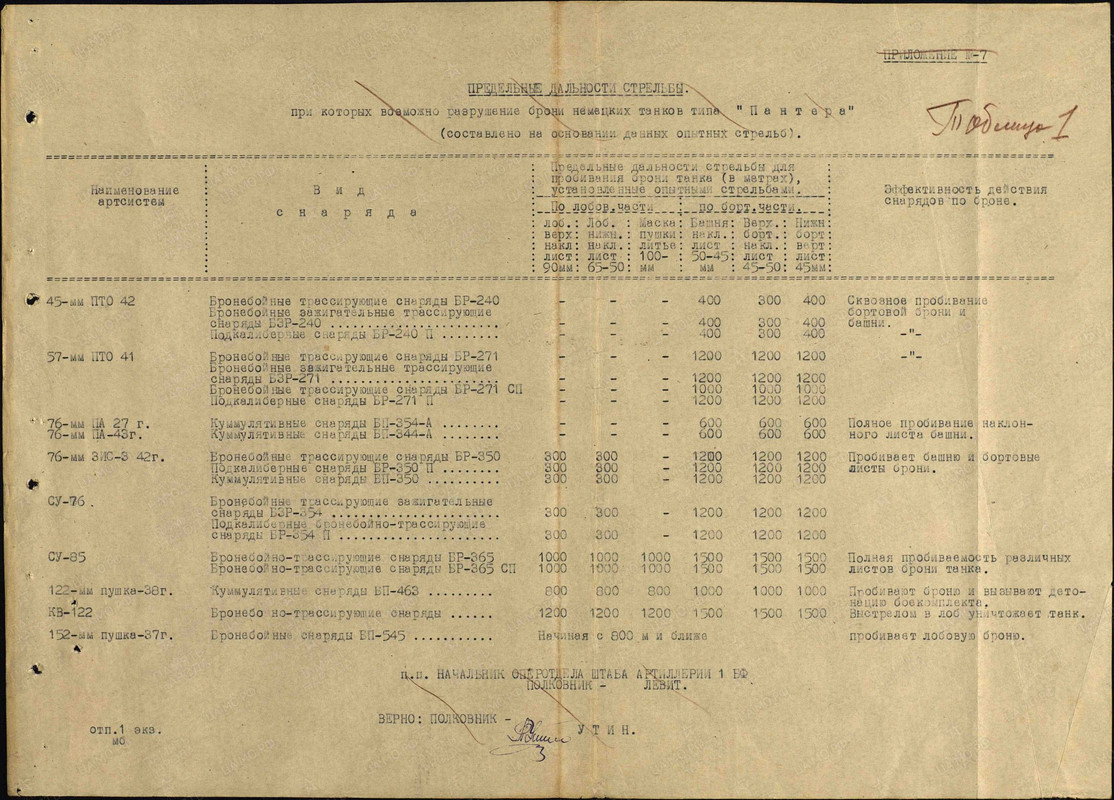 ПРИЛОЖЕНИЕ №-7
ПРЕДЕЛЬНЫЕ ДАЛЬНОСТИ СТРЕЛЬБЫ.
при которых возможно разрушение брони немецких танков типа "Пантера"
(составлено на основании данных опытных стрельб).
Таблица 1
Наименование артсистем
Вид снаряда
Предельные дальности стрельбы для
пробивания брони танка (в матрах),
установленные опытными стрельбами.
По лобов.части : по борт.части.
лоб. верх накл лист 90мм
Лоб. нижн. накл. лист 65-50
Маска пушки литье 100- мм
Башня накл. лист 50-45 мм
Верх. борт. накл. лист 45-50
Нижн борт верт лист 45мм
Эффективность действия
снарядов по броне.
45-мм ПТО 42 Бронебойные трассирующие снаряды БР-240 - - - 400 300 400 Сквозное пробивание
Бронебойные зажигательные трассирующие бортовой брони и
снаряды БЗР-240 .......... - - - 400 300 400 башни.
Подкалиберные снаряды БР-240 П ........ - - - 400 300 400 -"-
57-мм ПТО 41 Бронебойные трассирующие снаряды БР-271 - - - 1200 1200 1200 -"-
Бронебойные зажигательные трассирующие
снаряды БЗР-271 .......... - - - 1200 1200 1200
Бронебойные трассирующие снаряды БР-271 СП - - - 1000 1000 1000
Подкалиберные снаряды БР-271 П ........ - - - 1200 1200 1200
76-мм ПА 27 г. Куммулятивные снаряды БП-354-А ........ - - - 600 600 600 Полное пробивание наклон-
76-мм ПА-43г. Куммулятивные снаряды БП-344-А ........ - - - 600 600 600 ного листа башни.
76-мм ЗИС-3 42г. Бронебойные трассирующие снаряды БР-350 300 300 - 1200 1200 1200 Пробивает башню и бортовые
Подкалиберные снаряды БР-350 П ........ 300 300 - 1200 1200 1200 листы брони.
Куммулятивные снаряды БП-350 .......... 300 300 - 1200 1200 1200
СУ-76 Бронебойные трассирующие зажигательные
снаряды БЗР-354 .......... 300 300 - 1200 1200 1200
Подкалиберные бронебойно-трассирующие
снаряды БР-354 П .......... 300 300 - 1200 1200 1200
СУ-85 Бронебойно-трассирующие снаряды БР-365 1000 1000 1000 1500 1500 1500 Полная пробиваемость различных
Бронебойно-трассирующие снаряды БР-365 СП 1000 1000 1000 1500 1500 1500 листов брони танка.
122-мм пушка-38г. Куммулятивные снаряды БП-463 .......... 800 800 800 1000 1000 1000 Пробивают броню и вызывают дето-
нацию боекомплекта.
КВ-122 Бронебо но-трассирующие снаряды ...... 1200 1200 1200 1500 1500 1500 Выстрелом в лоб уничтожает танк.
152-мм пушка-37г. Бронебойные снаряды БП-545 ........... Начиная с 800 м и ближе пробивает лобовую броню.
п.п. НАЧАЛЬНИК ОПЕРОТДЕЛА ШТАБА АРТИЛЛЕРИИ 1 БФ
ПОЛКОВНИК - ЛЕВИТ.
ВЕРНО: ПОЛКОВНИК - УТИН.
отп.1 экз.
мб